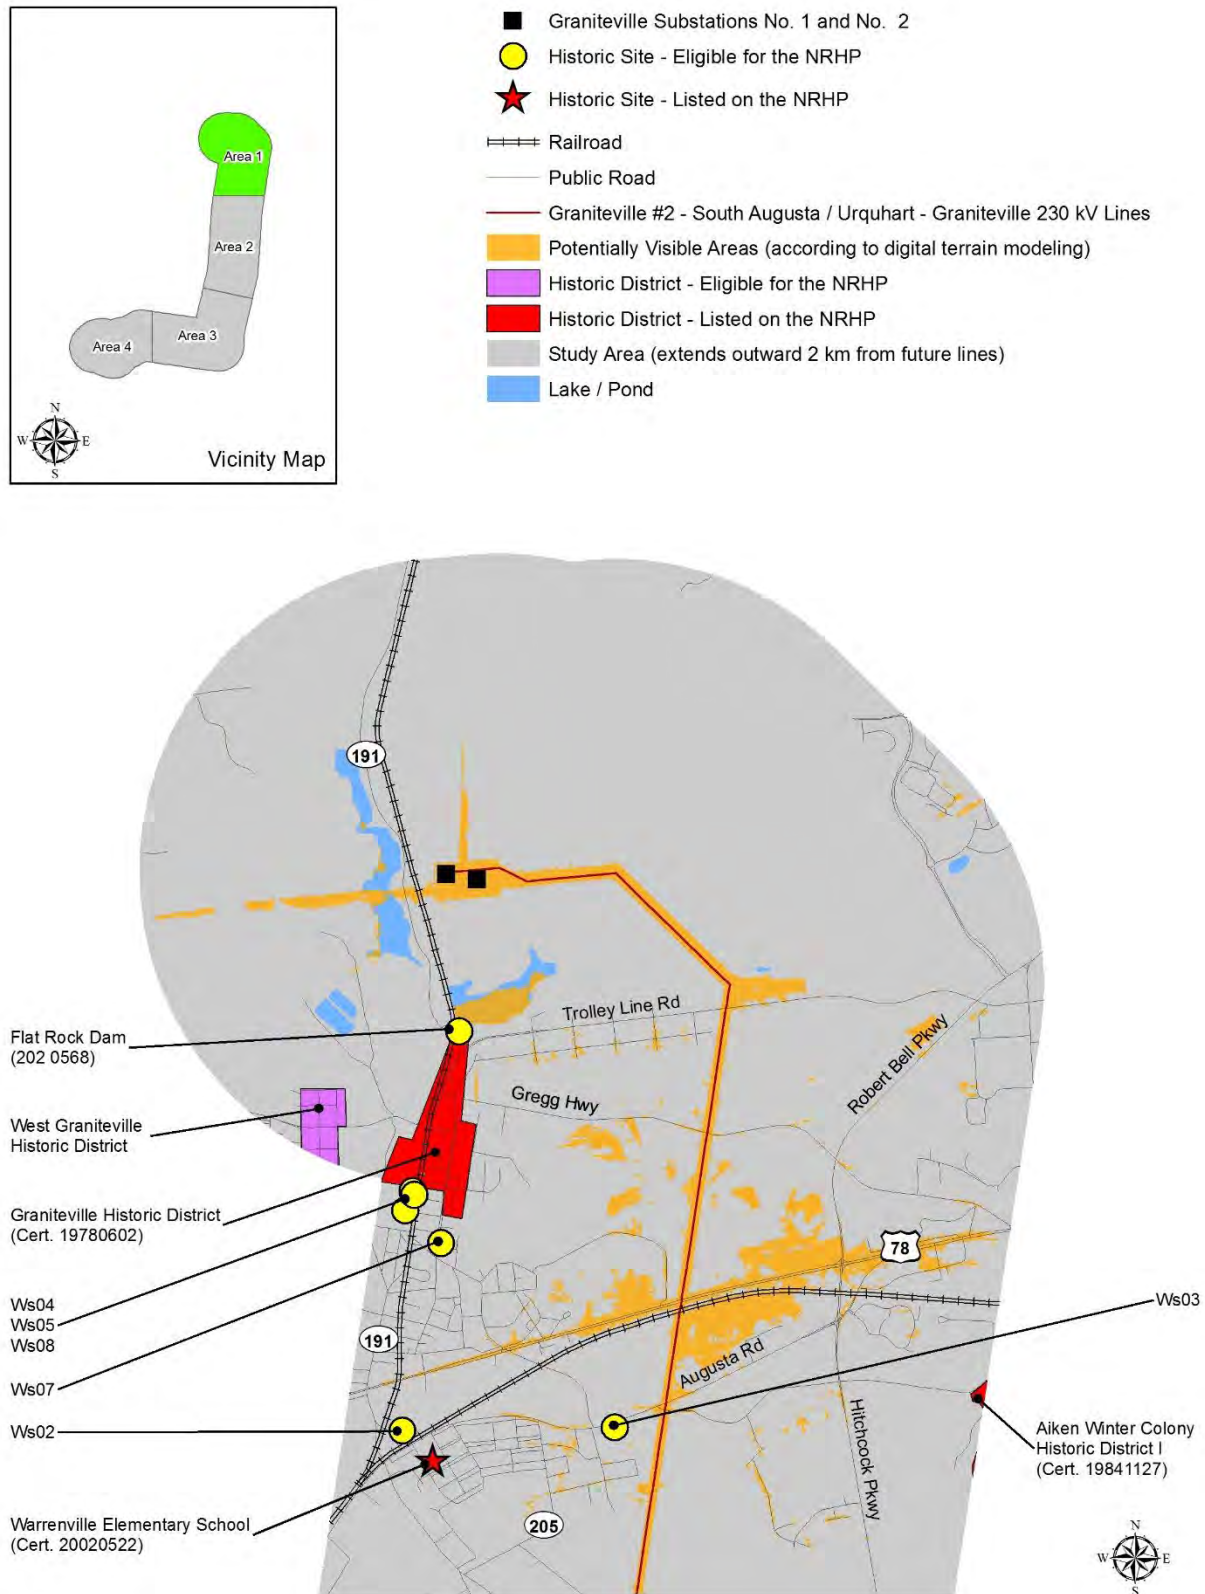 Area 1
Area 2
Area 3
Area 4
N
W
E
S
Vicinity Map
Graniteville Substations No. 1 and No. 2
Historic Site - Eligible for the NRHP
Historic Site - Listed on the NRHP
Railroad
Public Road
Graniteville #2 - South Augusta / Urquhart - Graniteville 230 kV Lines
Potentially Visible Areas (according to digital terrain modeling)
Historic District - Eligible for the NRHP
Historic District - Listed on the NRHP
Study Area (extends outward 2 km from future lines)
Lake / Pond
191
Trolley Line Rd
Robert Bell Pkwy
Gregg Hwy
Flat Rock Dam
(202 0568)
West Graniteville
Historic District
Graniteville Historic District
(Cert. 19780602)
78
Ws04
Ws05
Ws08
Ws03
191
Augusta Rd
Ws07
Hitchcock Pkwy
Ws02
Aiken Winter Colony
Historic District I
(Cert. 19841127)
Warrenville Elementary School
(Cert. 20020522)
205
N
W
E
S